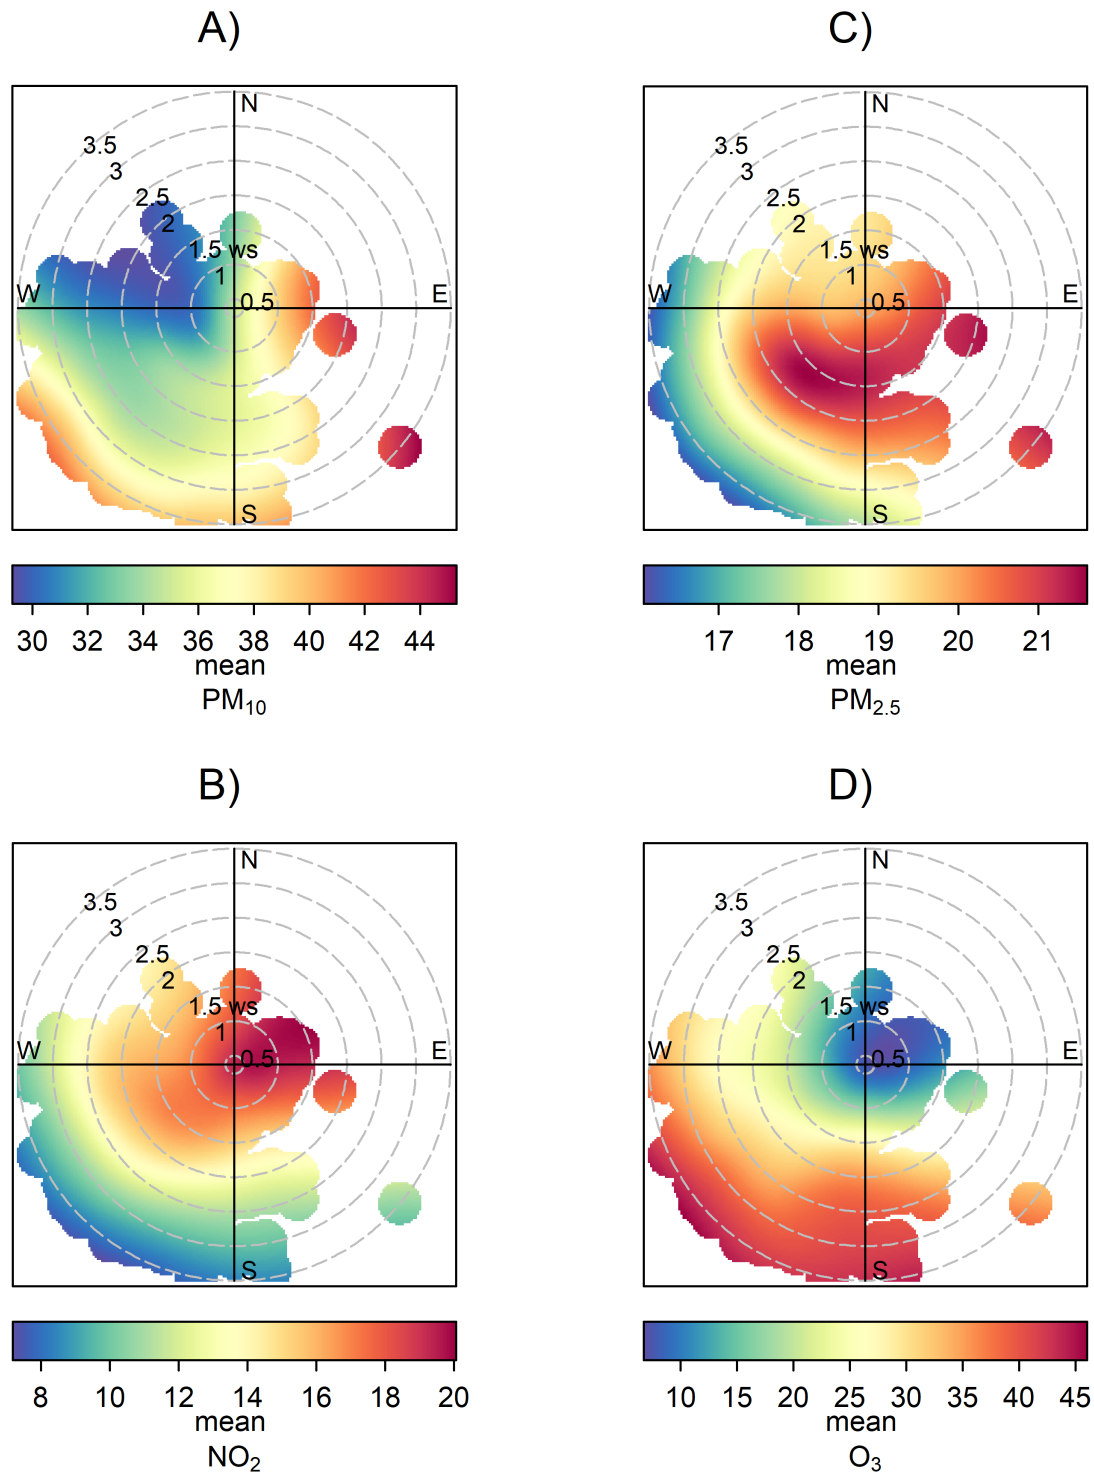 A)
C)
N
3.5
3
2.5
2
1.5 ws
1
W
0.5
E
S
N
3.5
3
2.5
2
1.5 ws
1
W
0.5
E
S
30 32 34 36 38 40 42 44
mean
PM10
17 18 19 20 21
mean
PM2.5
B)
D)
N
3.5
3
2.5
2
1.5 ws
1
W
0.5
E
S
N
3.5
3
2.5
2
1.5 ws
1
W
0.5
E
S
8 10 12 14 16 18 20
mean
NO2
10 15 20 25 30 35 40 45
mean
O3